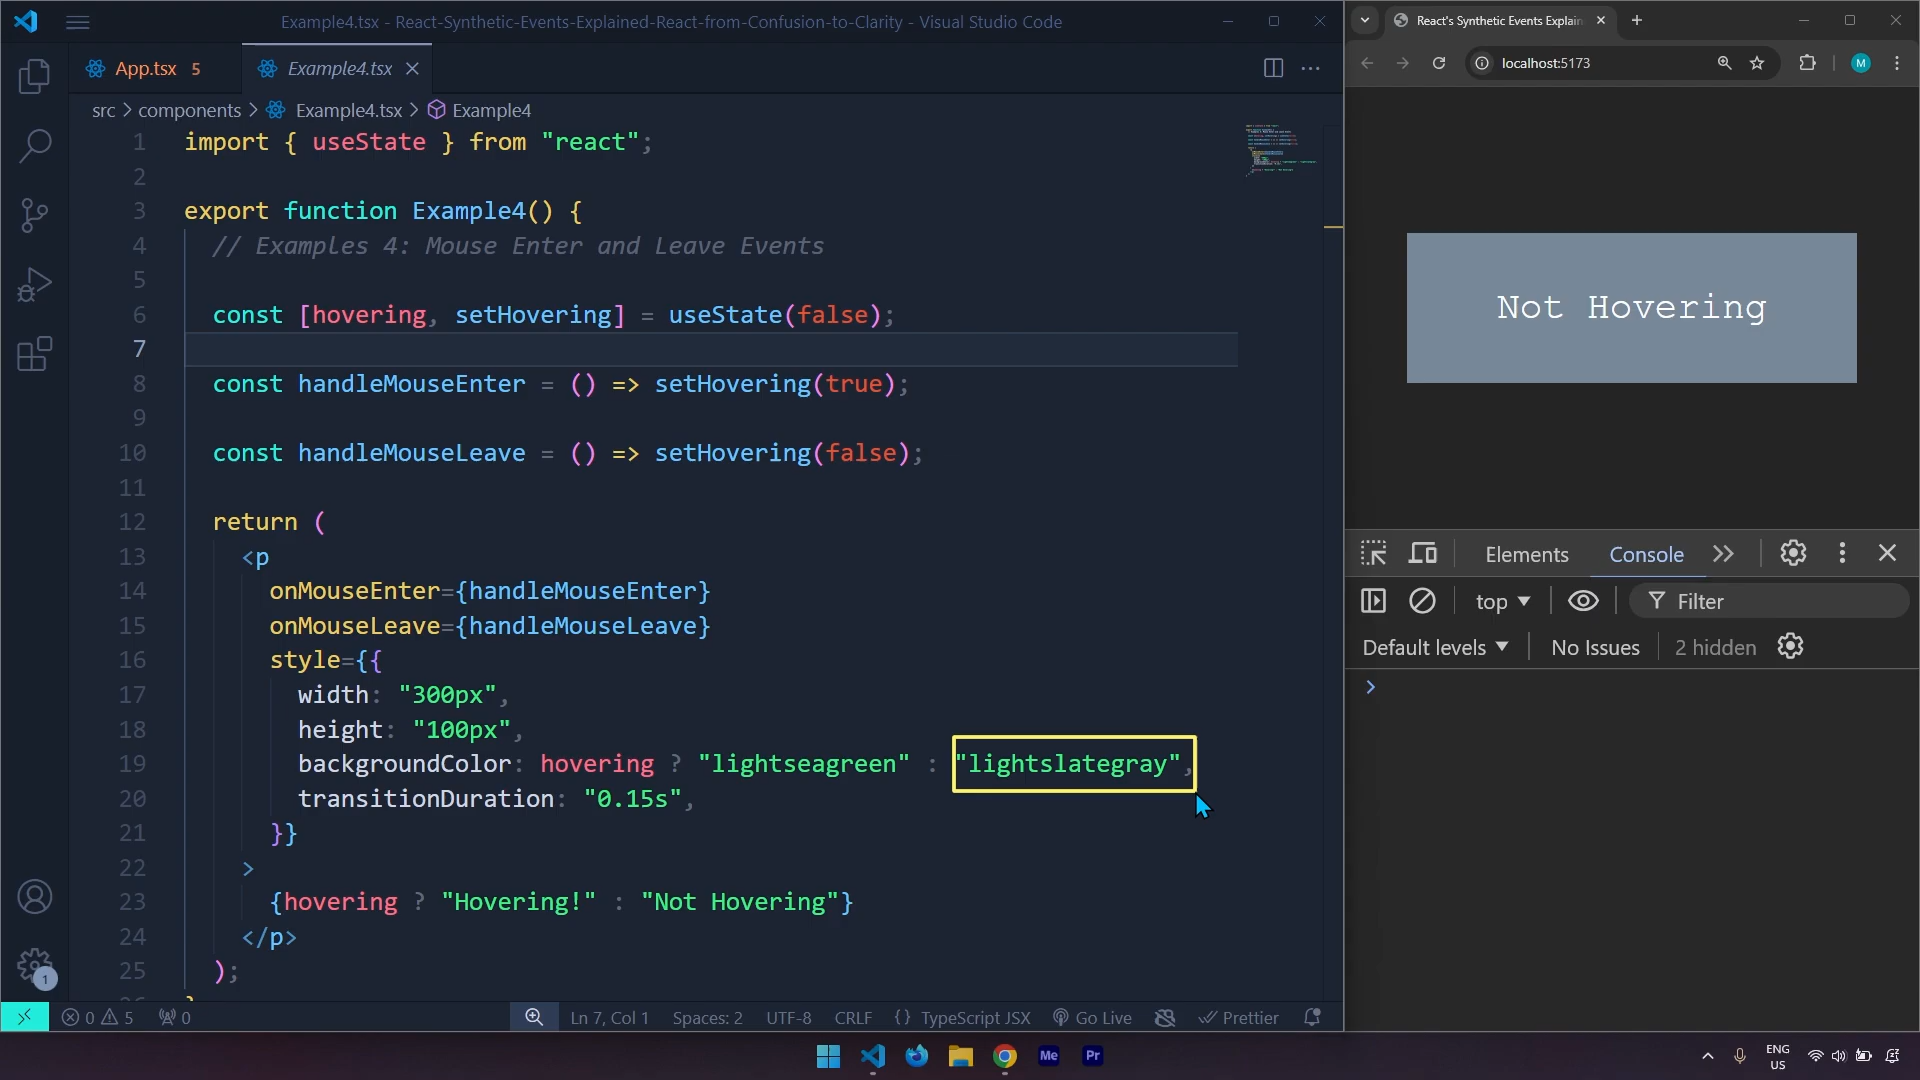 Example4.tsx - React-Synthetic-Events-Explained-React-from-Confusion-to-Clarity - Visual Studio Code
App.tsx 5
Example4.tsx
src > components > Example4.tsx > Example4
1 import { useState } from "react";
2
3 export function Example4() {
4 // Examples 4: Mouse Enter and Leave Events
5
6 const [hovering, setHovering] = useState(false);
7
8 const handleMouseEnter = () => setHovering(true);
9
10 const handleMouseLeave = () => setHovering(false);
11
12 return (
13 <p
14 onMouseEnter={handleMouseEnter}
15 onMouseLeave={handleMouseLeave}
16 style={{
17 width: "300px",
18 height: "100px",
19 backgroundColor: hovering ? "lightseagreen" : "lightslategray",
20 transitionDuration: "0.15s",
21 }}
22 >
23 {hovering ? "Hovering!" : "Not Hovering"}
24 </p>
25 );
1
0 5 0
Ln 7, Col 1 Spaces: 2 UTF-8 CRLF {} TypeScript JSX Go Live Prettier
React's Synthetic Events Explain
localhost:5173
M
Not Hovering
Elements Console
top Filter
Default levels No Issues 2 hidden
Me Pr
ENG
US